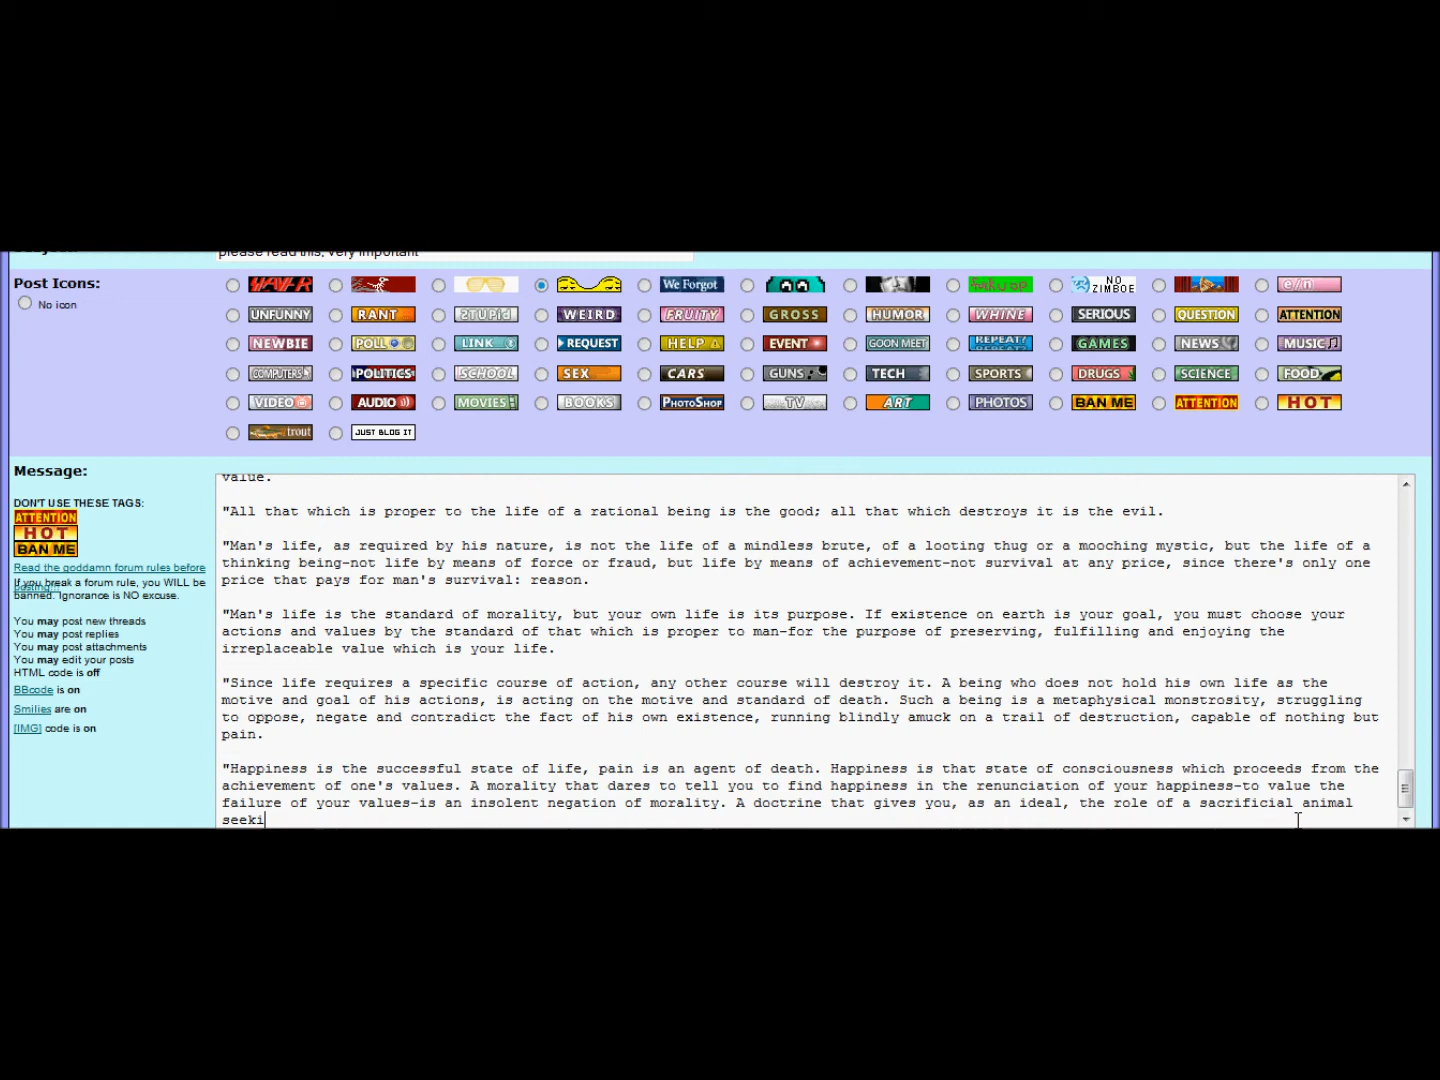 please read this, very important
Post Icons:
No icon
We Forgot
NO ZIMBOE
e/n
UNFUNNY
RANT
2TUPid
WEIRD
FRUITY
GROSS
HUMOR
WHINE
SERIOUS
QUESTION
ATTENTION
NEWBIE
POLL
LINK
REQUEST
HELP
EVENT
GOON MEET
REPEAT?
REPEAT?
GAMES
NEWS
MUSIC
COMPUTERS
POLITICS
SCHOOL
SEX
CARS
GUNS
TECH
SPORTS
DRUGS
SCIENCE
FOOD
VIDEO
AUDIO
MOVIES
BOOKS
PHOTOSHOP
TV
ART
PHOTOS
BAN ME
ATTENTION
HOT
trout
JUST BLOG IT
Message:
DON'T USE THESE TAGS:
ATTENTION
HOT
BAN ME
Read the goddamn forum rules before
If you break a forum rule, you WILL be
banned. Ignorance is NO excuse.
You may post new threads
You may post replies
You may post attachments
You may edit your posts
HTML code is off
BBcode is on
Smilies are on
[IMG] code is on
value.
"All that which is proper to the life of a rational being is the good; all that which destroys it is the evil.
"Man's life, as required by his nature, is not the life of a mindless brute, of a looting thug or a mooching mystic, but the life of a
thinking being-not life by means of force or fraud, but life by means of achievement-not survival at any price, since there's only one
price that pays for man's survival: reason.
"Man's life is the standard of morality, but your own life is its purpose. If existence on earth is your goal, you must choose your
actions and values by the standard of that which is proper to man-for the purpose of preserving, fulfilling and enjoying the
irreplaceable value which is your life.
"Since life requires a specific course of action, any other course will destroy it. A being who does not hold his own life as the
motive and goal of his actions, is acting on the motive and standard of death. Such a being is a metaphysical monstrosity, struggling
to oppose, negate and contradict the fact of his own existence, running blindly amuck on a trail of destruction, capable of nothing but
pain.
"Happiness is the successful state of life, pain is an agent of death. Happiness is that state of consciousness which proceeds from the
achievement of one's values. A morality that dares to tell you to find happiness in the renunciation of your happiness-to value the
failure of your values-is an insolent negation of morality. A doctrine that gives you, as an ideal, the role of a sacrificial animal
seeki